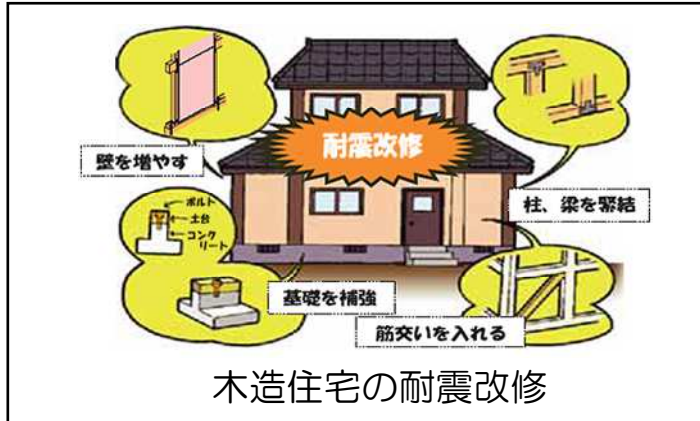 耐震改修
壁を増やす
柱、梁を緊結
ボルト
土台
コンク
リート
基礎を補強
筋交いを入れる
木造住宅の耐震改修